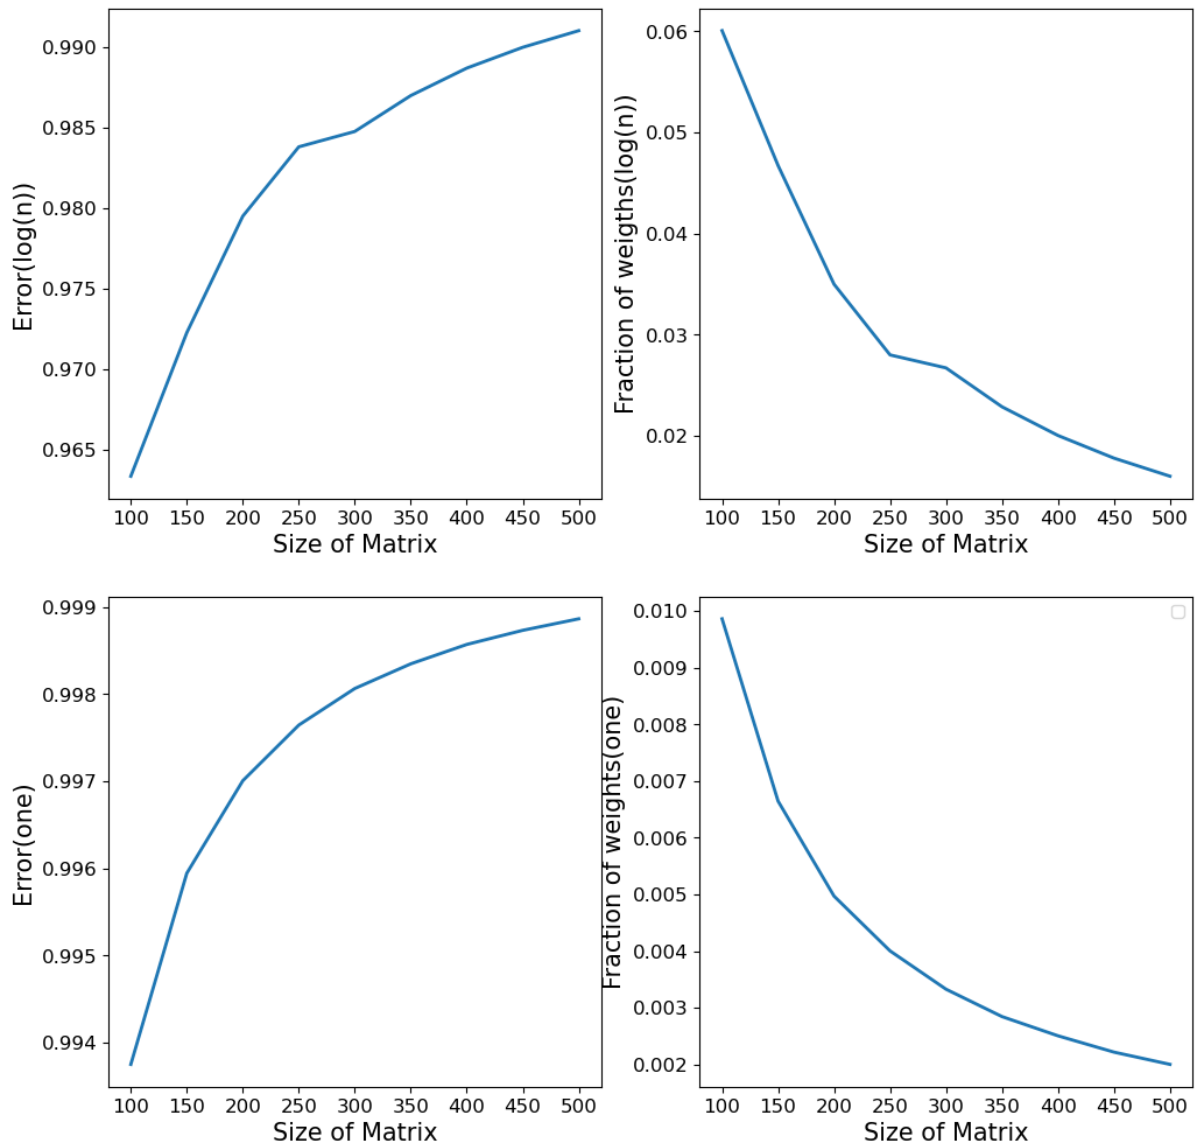 Error(log(n))
0.990
0.985
0.980
0.975
0.970
0.965
100 150 200 250 300 350 400 450 500
Size of Matrix
Fraction of weigths(log(n))
0.06
0.05
0.04
0.03
0.02
100 150 200 250 300 350 400 450 500
Size of Matrix
Error(one)
0.999
0.998
0.997
0.996
0.995
0.994
100 150 200 250 300 350 400 450 500
Size of Matrix
Fraction of weights(one)
0.010
0.009
0.008
0.007
0.006
0.005
0.004
0.003
0.002
100 150 200 250 300 350 400 450 500
Size of Matrix